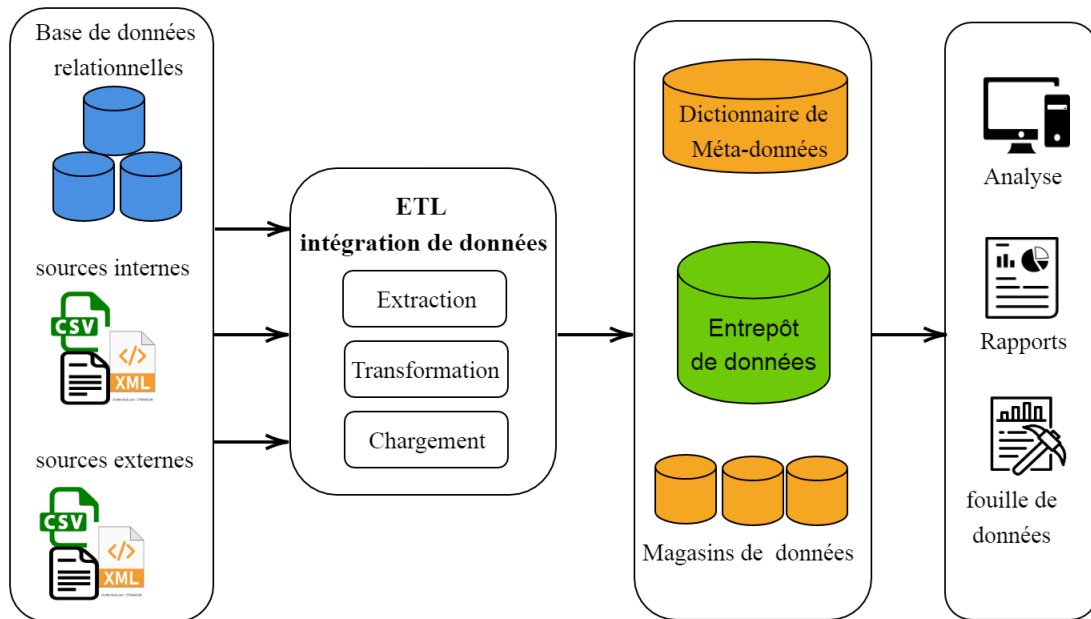 Base de données
relationnelles
sources internes
CSV
XML
sources externes
CSV
XML
ETL
intégration de données
Extraction
Transformation
Chargement
Dictionnaire de
Méta-données
Entrepôt
de données
Magasins de données
Analyse
Rapports
fouille de
données